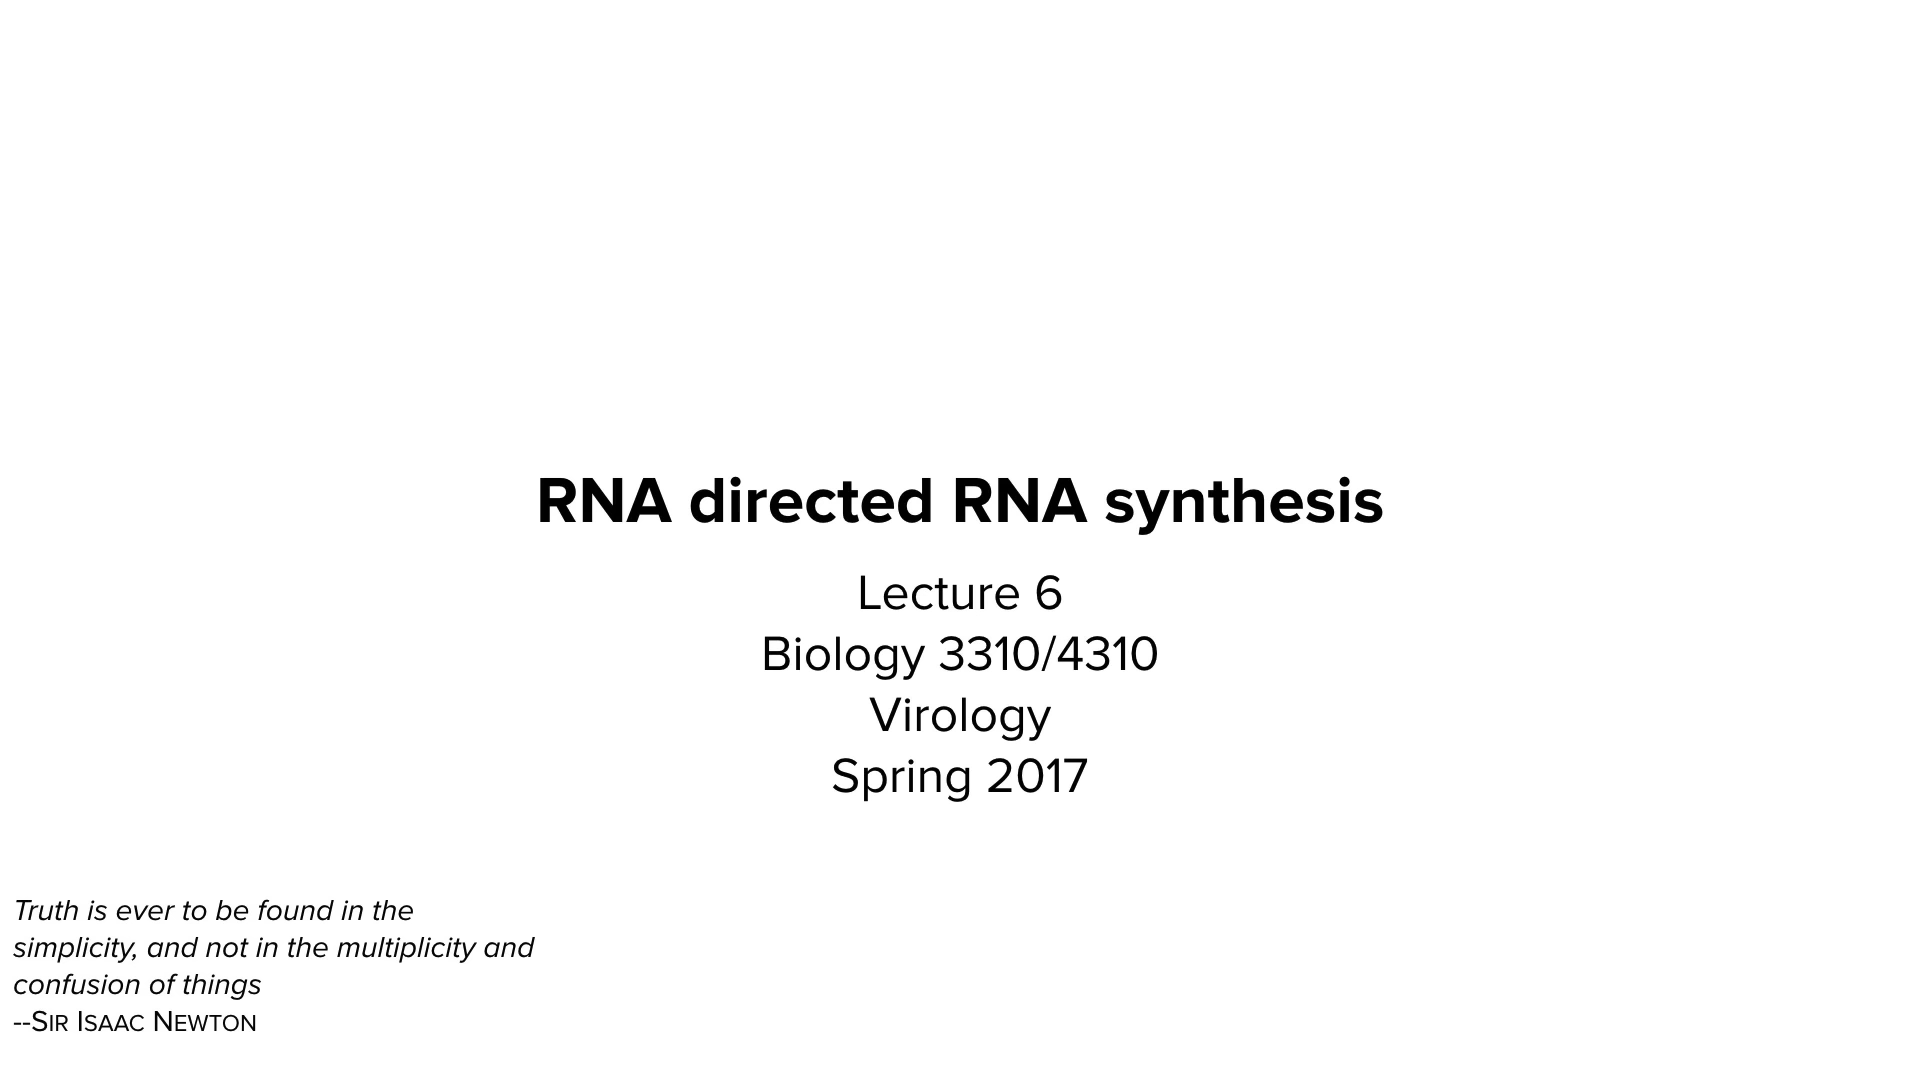 RNA directed RNA synthesis
Lecture 6
Biology 3310/4310
Virology
Spring 2017
Truth is ever to be found in the
simplicity, and not in the multiplicity and
confusion of things
--SIR ISAAC NEWTON